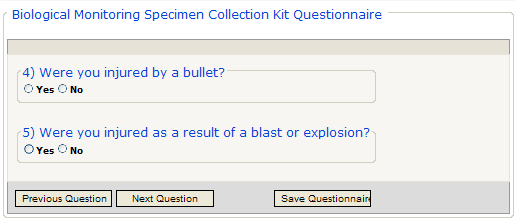 Biological Monitoring Specimen Collection Kit Questionnaire
4) Were you injured by a bullet?
Yes No
5) Were you injured as a result of a blast or explosion?
Yes No
Previous Question Next Question Save Questionnair